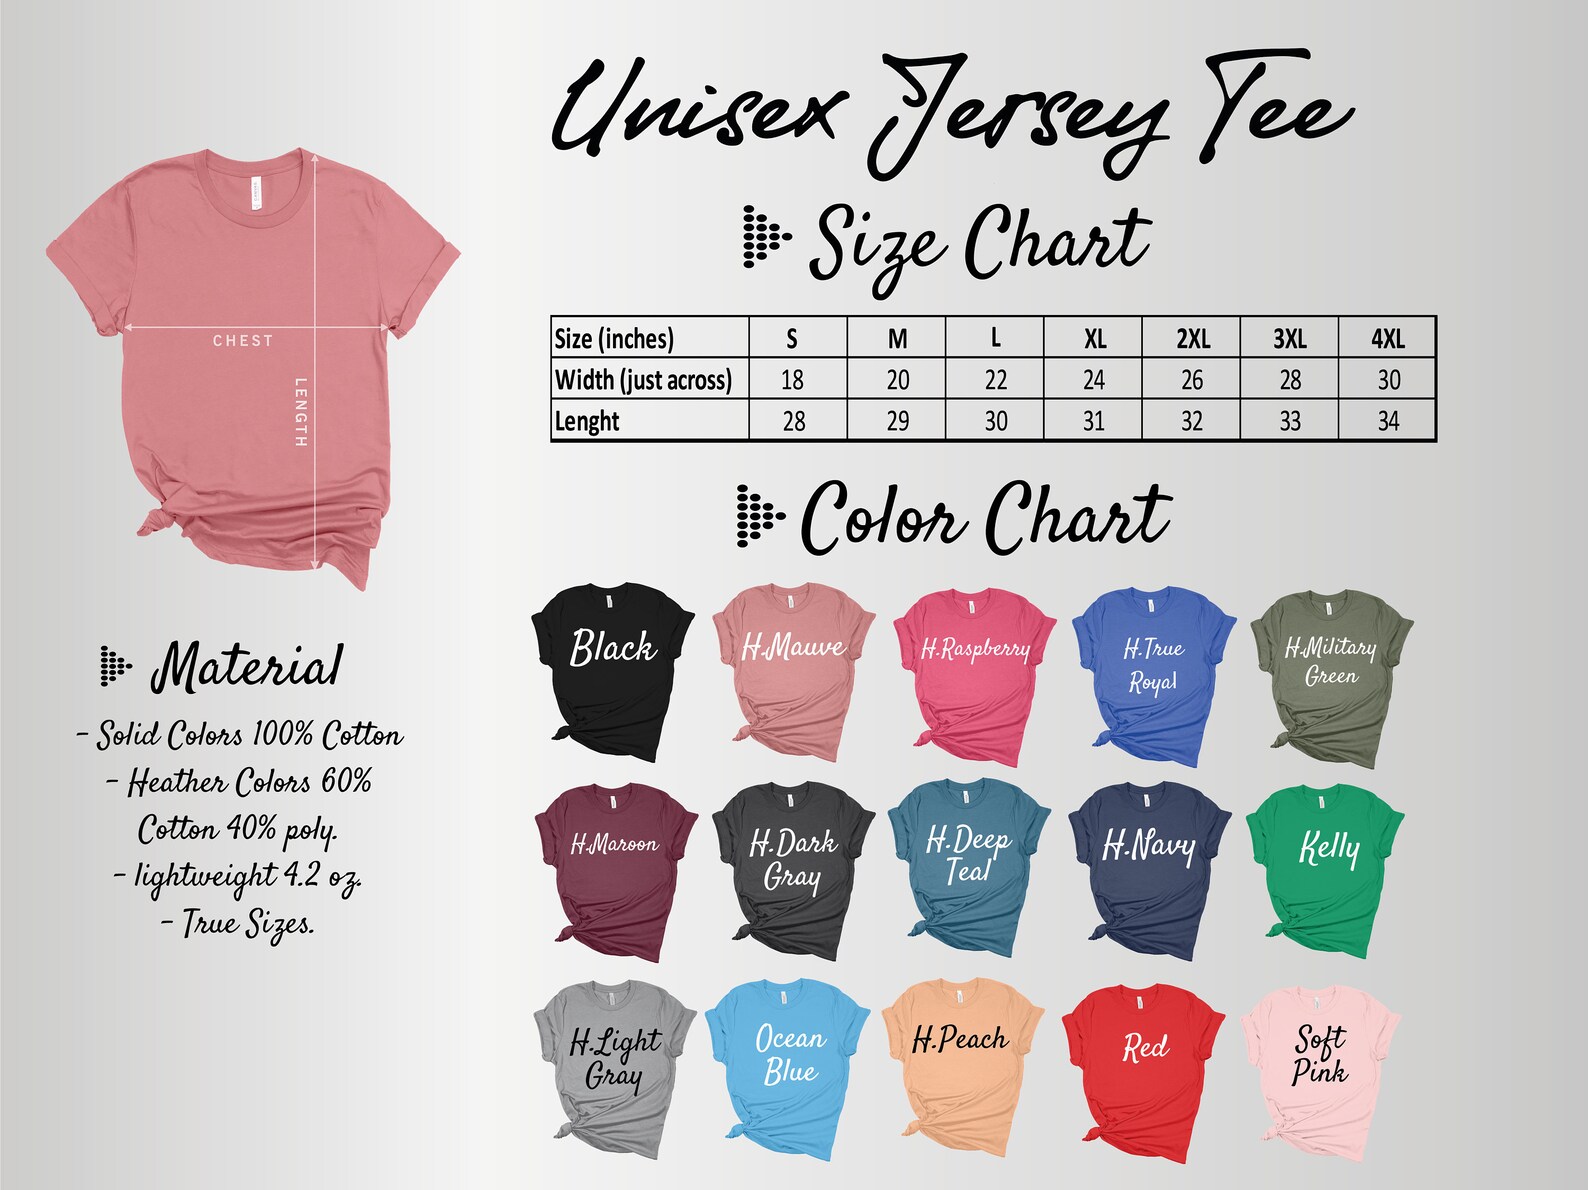 Unisex Jersey Tee
Size Chart
Size (inches) S M L XL 2XL 3XL 4XL
Width (just across) 18 20 22 24 26 28 30
Lenght 28 29 30 31 32 33 34
CHEST
LENGTH
Material
- Solid Colors 100% Cotton
- Heather Colors 60%
Cotton 40% poly.
- lightweight 4.2 oz.
- True Sizes.
Color Chart
Black
H.Mauve
H.Raspberry
H.True
Royal
H.Military
Green
H.Maroon
H.Dark
Gray
H.Deep
Teal
H.Navy
Kelly
H.Light
Gray
Ocean
Blue
H.Peach
Red
Soft
Pink